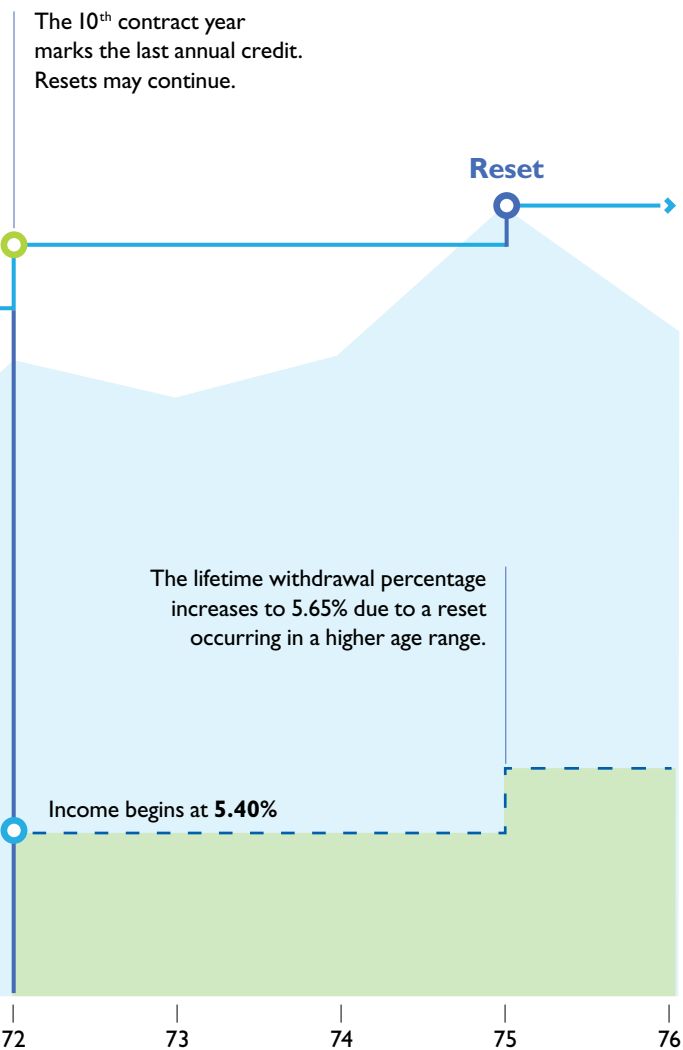 The 10th contract year
marks the last annual credit.
Resets may continue.
Reset
The lifetime withdrawal percentage
increases to 5.65% due to a reset
occurring in a higher age range.
Income begins at 5.40%
72 73 74 75 76